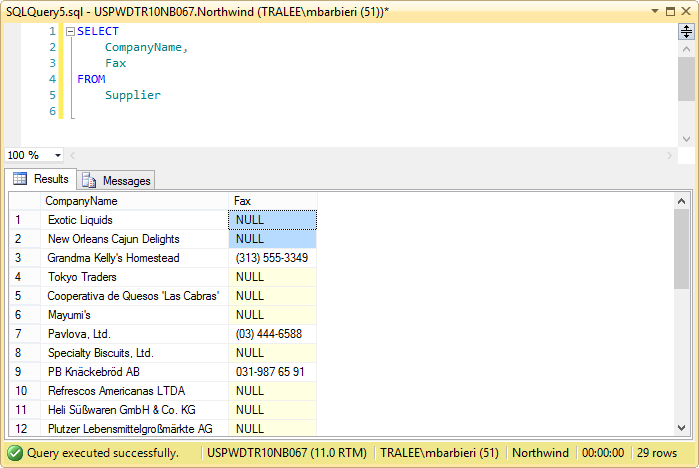 SQLQuery5.sql - USPWDTR10NB067.Northwind (TRALEE\mbarbieri (51))*
1 SELECT
2 CompanyName,
3 Fax
4 FROM
5 Supplier
6
100 %
Results Messages
CompanyName Fax
1 Exotic Liquids NULL
2 New Orleans Cajun Delights NULL
3 Grandma Kelly's Homestead (313) 555-3349
4 Tokyo Traders NULL
5 Cooperativa de Quesos 'Las Cabras' NULL
6 Mayumi's NULL
7 Pavlova, Ltd. (03) 444-6588
8 Specialty Biscuits, Ltd. NULL
9 PB Knäckebröd AB 031-987 65 91
10 Refrescos Americanas LTDA NULL
11 Heli Süßwaren GmbH & Co. KG NULL
12 Plutzer Lebensmittelgroßmärkte AG NULL
Query executed successfully. USPWDTR10NB067 (11.0 RTM) TRALEE\mbarbieri (51) Northwind 00:00:00 29 rows